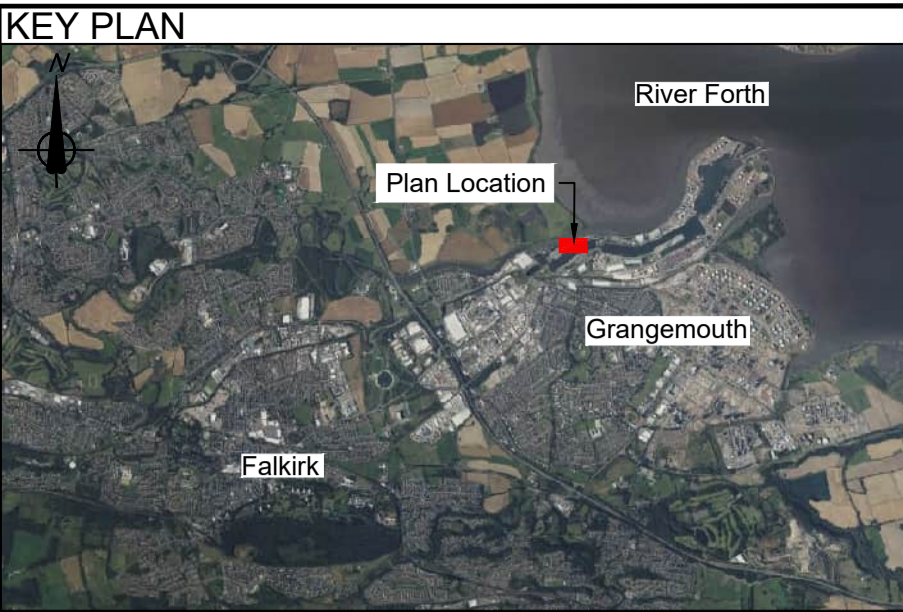 KEY PLAN
N
River Forth
Plan Location
Grangemouth
Falkirk